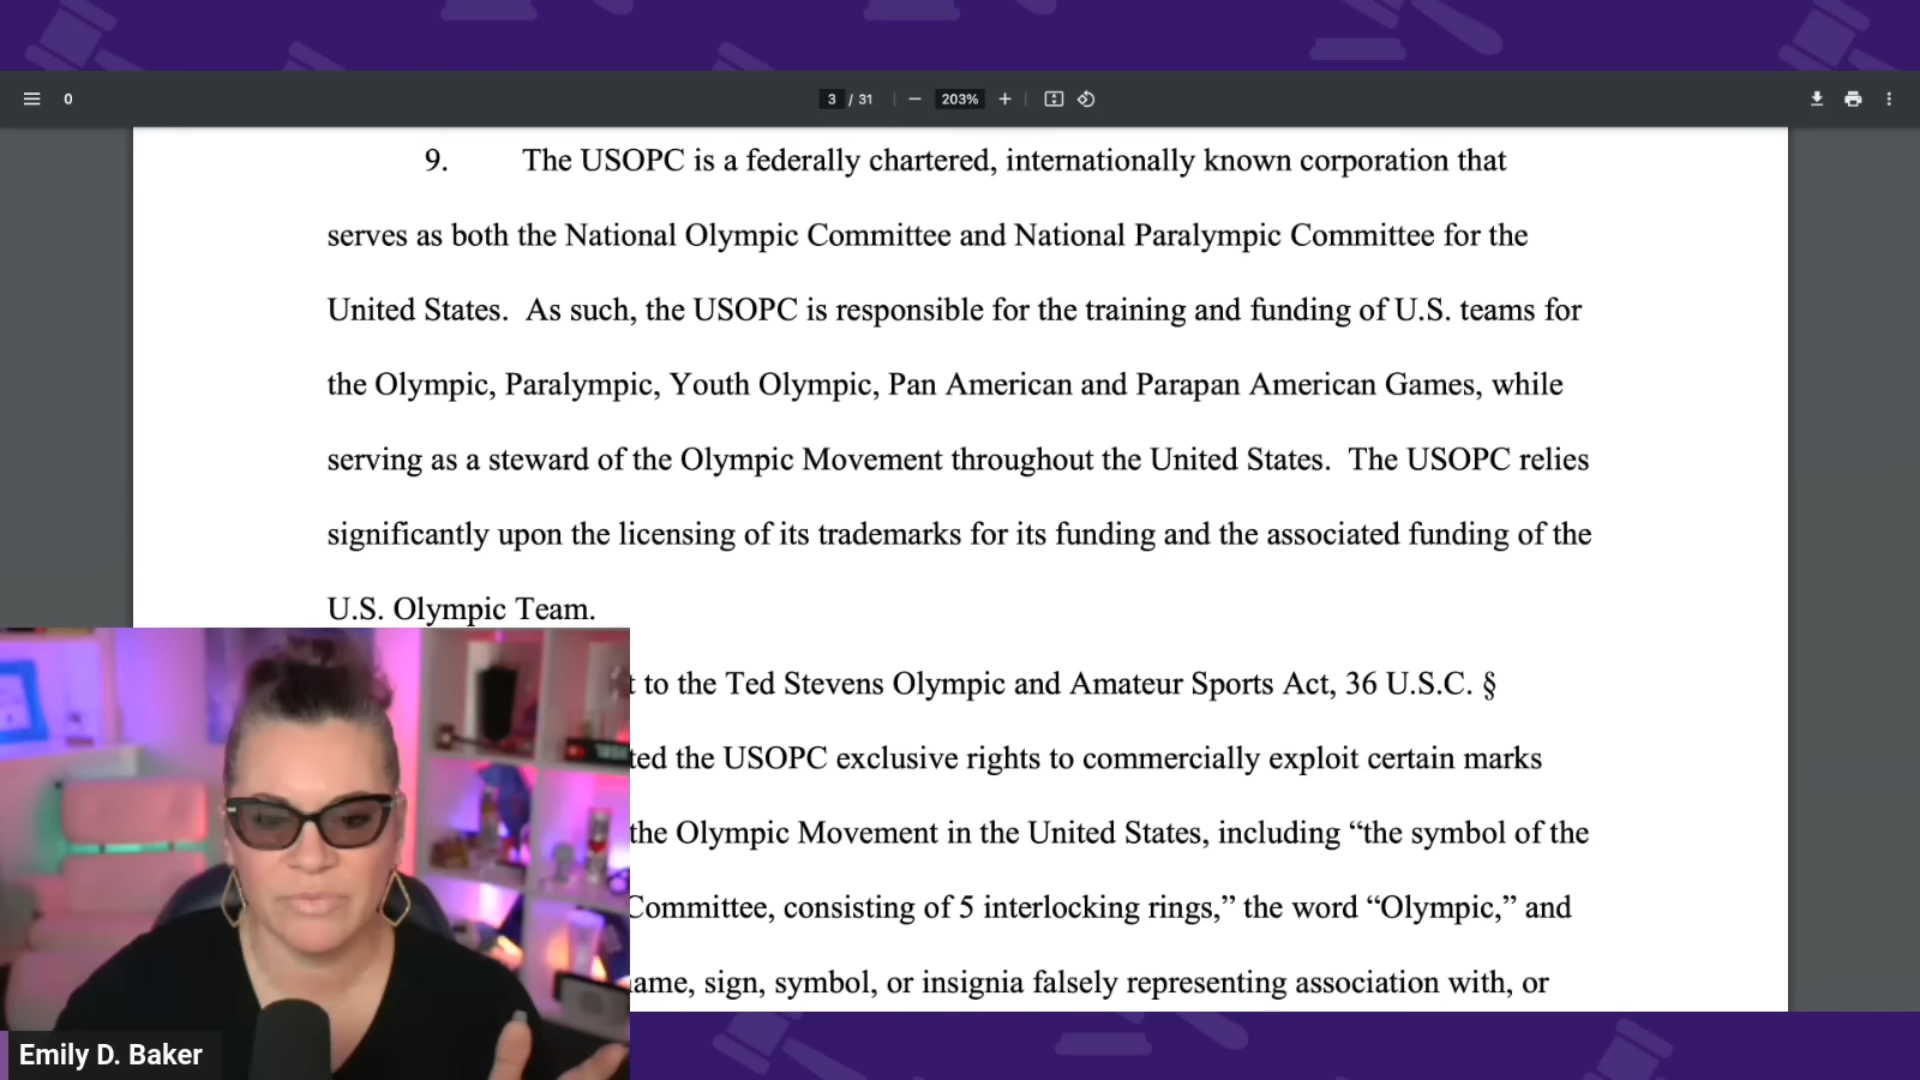 0
3 / 31
203%
9. The USOPC is a federally chartered, internationally known corporation that
serves as both the National Olympic Committee and National Paralympic Committee for the
United States. As such, the USOPC is responsible for the training and funding of U.S. teams for
the Olympic, Paralympic, Youth Olympic, Pan American and Parapan American Games, while
serving as a steward of the Olympic Movement throughout the United States. The USOPC relies
significantly upon the licensing of its trademarks for its funding and the associated funding of the
U.S. Olympic Team.
to the Ted Stevens Olympic and Amateur Sports Act, 36 U.S.C. §
the USOPC exclusive rights to commercially exploit certain marks
the Olympic Movement in the United States, including “the symbol of the
Committee, consisting of 5 interlocking rings,” the word “Olympic,” and
sign, symbol, or insignia falsely representing association with, or
Emily D. Baker